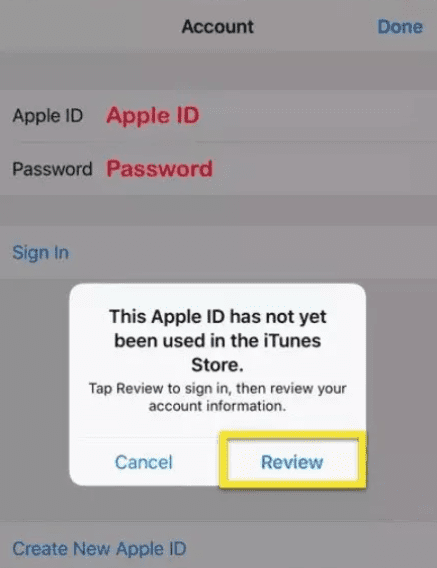 Account Done
Apple ID Apple ID
Password Password
Sign In
This Apple ID has not yet
been used in the iTunes
Store.
Tap Review to sign in, then review your
account information.
Cancel Review
Create New Apple ID